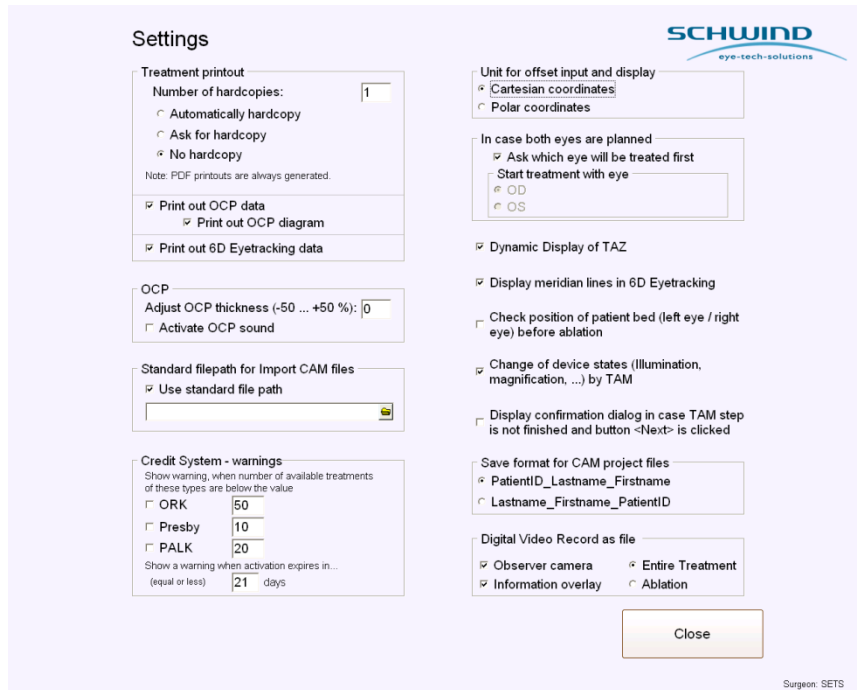 Settings
SCHWIND
eye-tech-solutions
Treatment printout
Number of hardcopies: 1
Automatically hardcopy
Ask for hardcopy
No hardcopy
Note: PDF printouts are always generated.
Print out OCP data
Print out OCP diagram
Print out 6D Eyetracking data
OCP
Adjust OCP thickness (-50 ... +50 %): 0
Activate OCP sound
Standard filepath for Import CAM files
Use standard file path
Credit System - warnings
Show warning, when number of available treatments
of these types are below the value
ORK 50
Presby 10
PALK 20
Show a warning when activation expires in...
(equal or less) 21 days
Unit for offset input and display
Cartesian coordinates
Polar coordinates
In case both eyes are planned
Ask which eye will be treated first
Start treatment with eye
OD
OS
Dynamic Display of TAZ
Display meridian lines in 6D Eyetracking
Check position of patient bed (left eye / right
eye) before ablation
Change of device states (Illumination,
magnification, ...) by TAM
Display confirmation dialog in case TAM step
is not finished and button <Next> is clicked
Save format for CAM project files
PatientID_Lastname_Firstname
Lastname_Firstname_PatientID
Digital Video Record as file
Observer camera Entire Treatment
Information overlay Ablation
Close
Surgeon: SETS